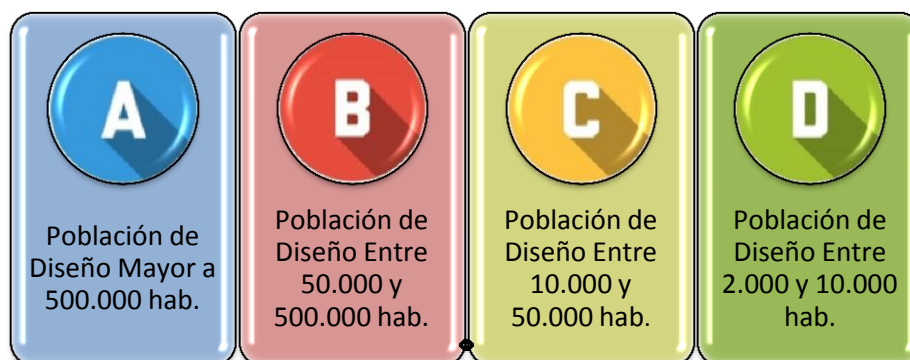 A
Población de
Diseño Mayor a
500.000 hab.
B
Población de
Diseño Entre
50.000 y
500.000 hab.
C
Población de
Diseño Entre
10.000 y
50.000 hab.
D
Población de
Diseño Entre
2.000 y 10.000
hab.